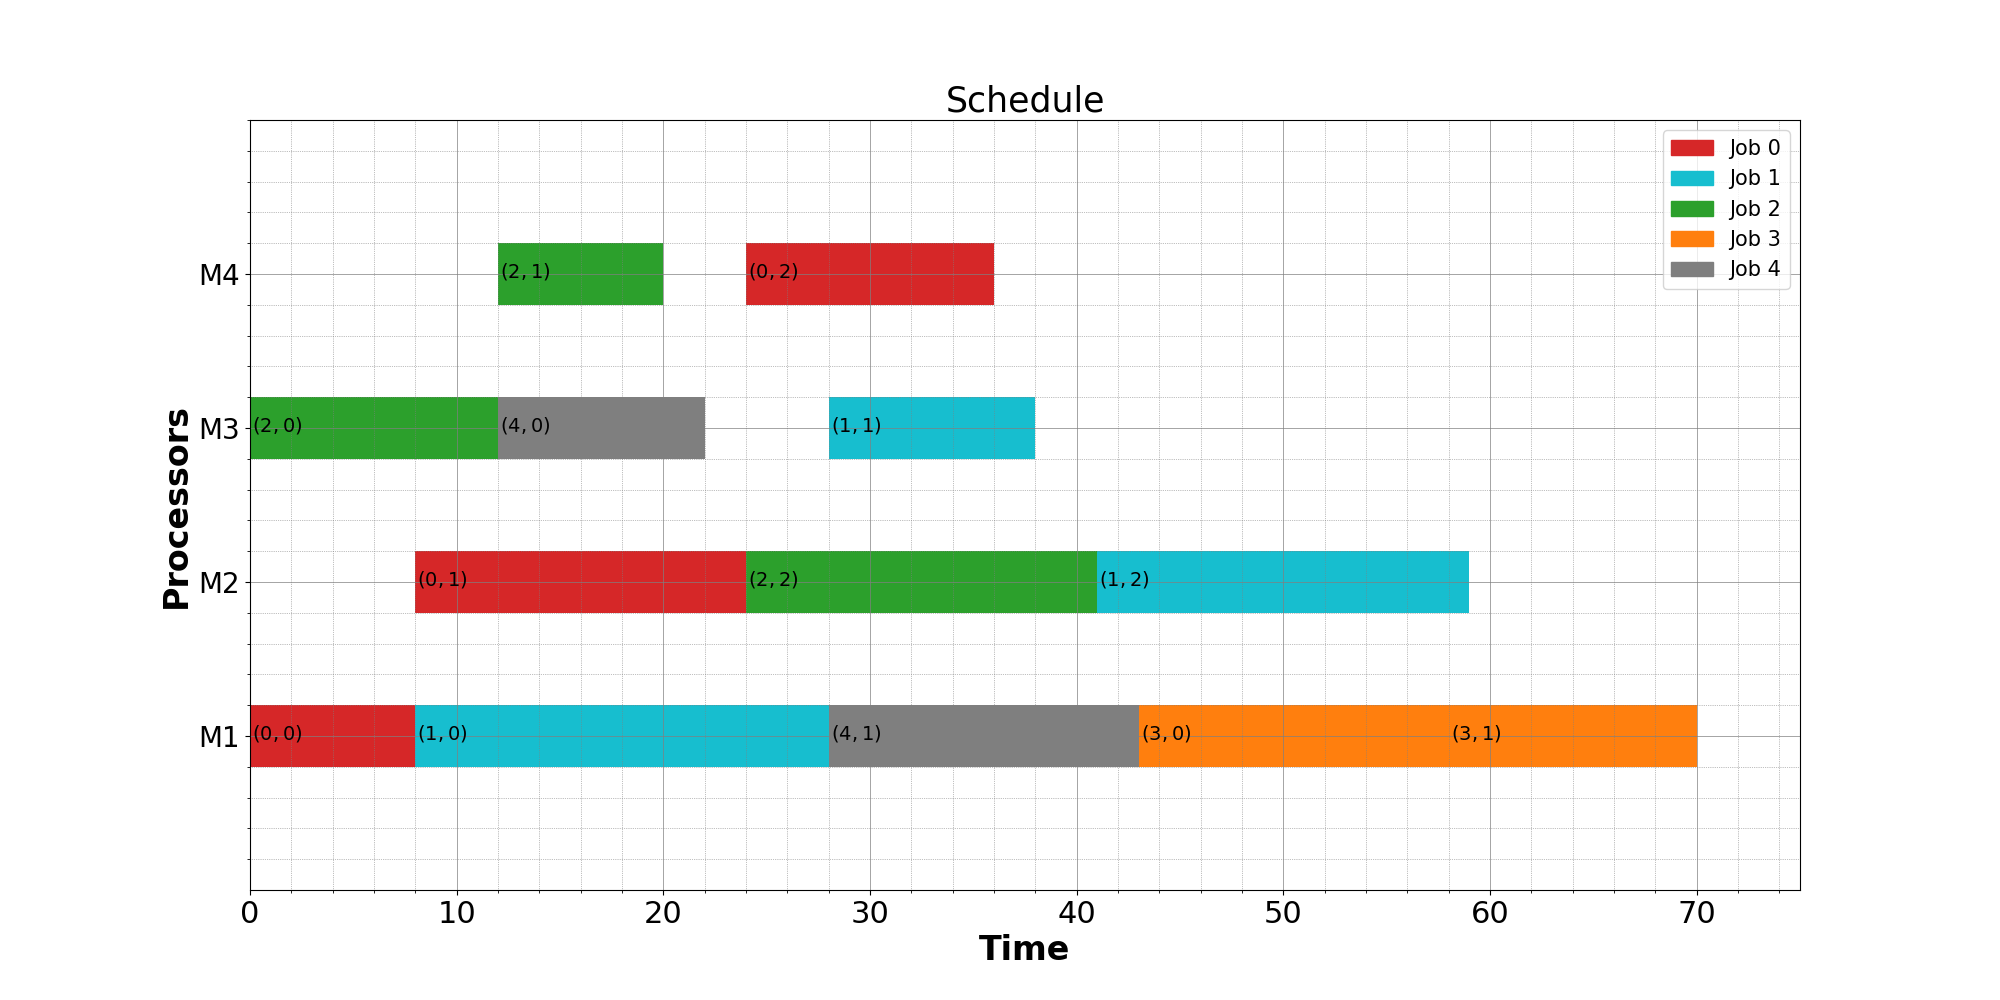 Schedule
Job 0
Job 1
Job 2
Job 3
Job 4
M4
(2, 1)
(0, 2)
M3
(2, 0)
(4, 0)
(1, 1)
M2
(0, 1)
(2, 2)
(1, 2)
M1
(0, 0)
(1, 0)
(4, 1)
(3, 0)
(3, 1)
Processors
0 10 20 30 40 50 60 70
Time